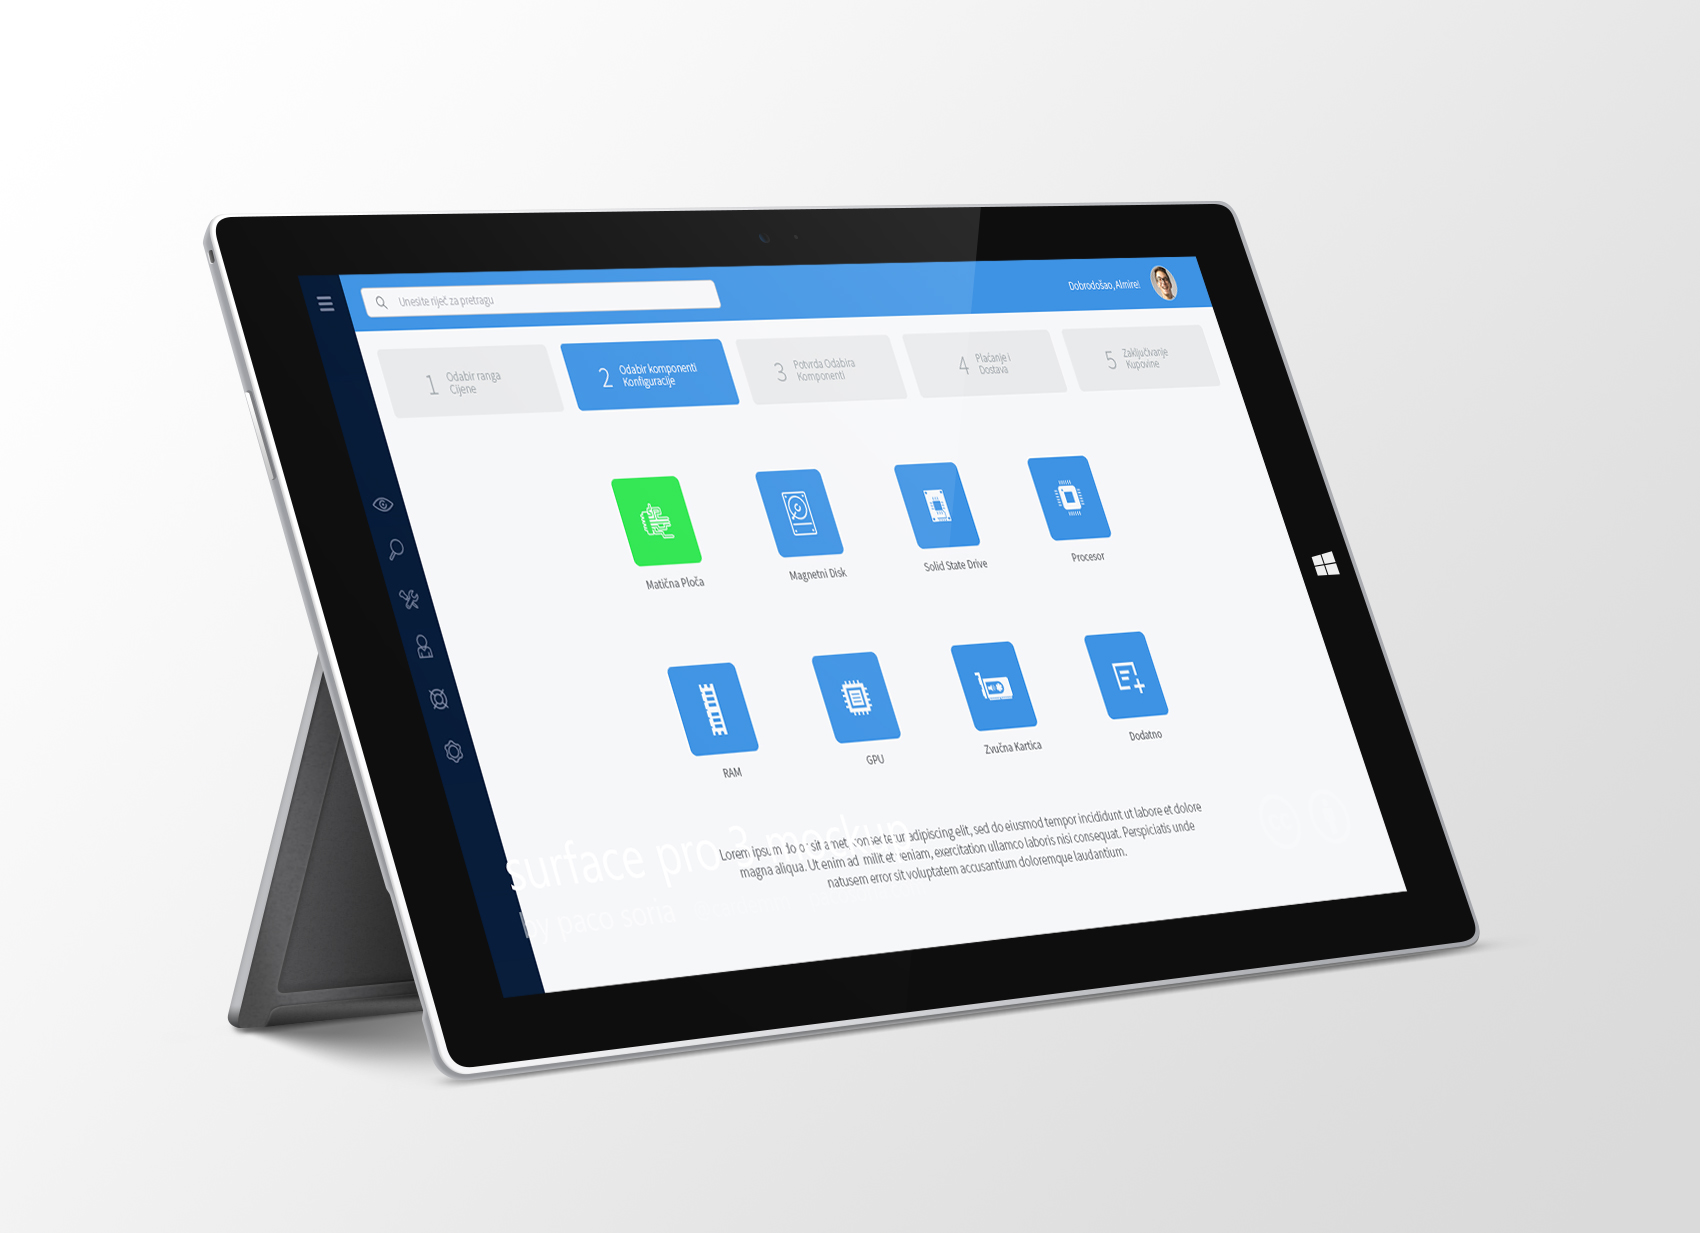 Unesite riječ za pretragu
Dobrodošao, Almire!
1 Odabir ranga
Cijene
2 Odabir komponenti
Konfiguracije
3 Potvrda Odabira
Komponenti
4 Plaćanje i
Dostava
5 Zaključivanje
Kupovine
Matična Ploča
Magnetni Disk
Solid State Drive
Procesor
RAM
GPU
Zvučna Kartica
Dodatno
surface pro 3 mockup
by paco soria
Lorem ipsum dolor sit amet, consectetur adipiscing elit, sed do eiusmod tempor incididunt ut labore et dolore
magna aliqua. Ut enim ad milit et veniam, exercitation ullamco laboris nisi consequat. Perspiciatis unde
natusem error sit voluptatem accusantium doloremque laudantium.